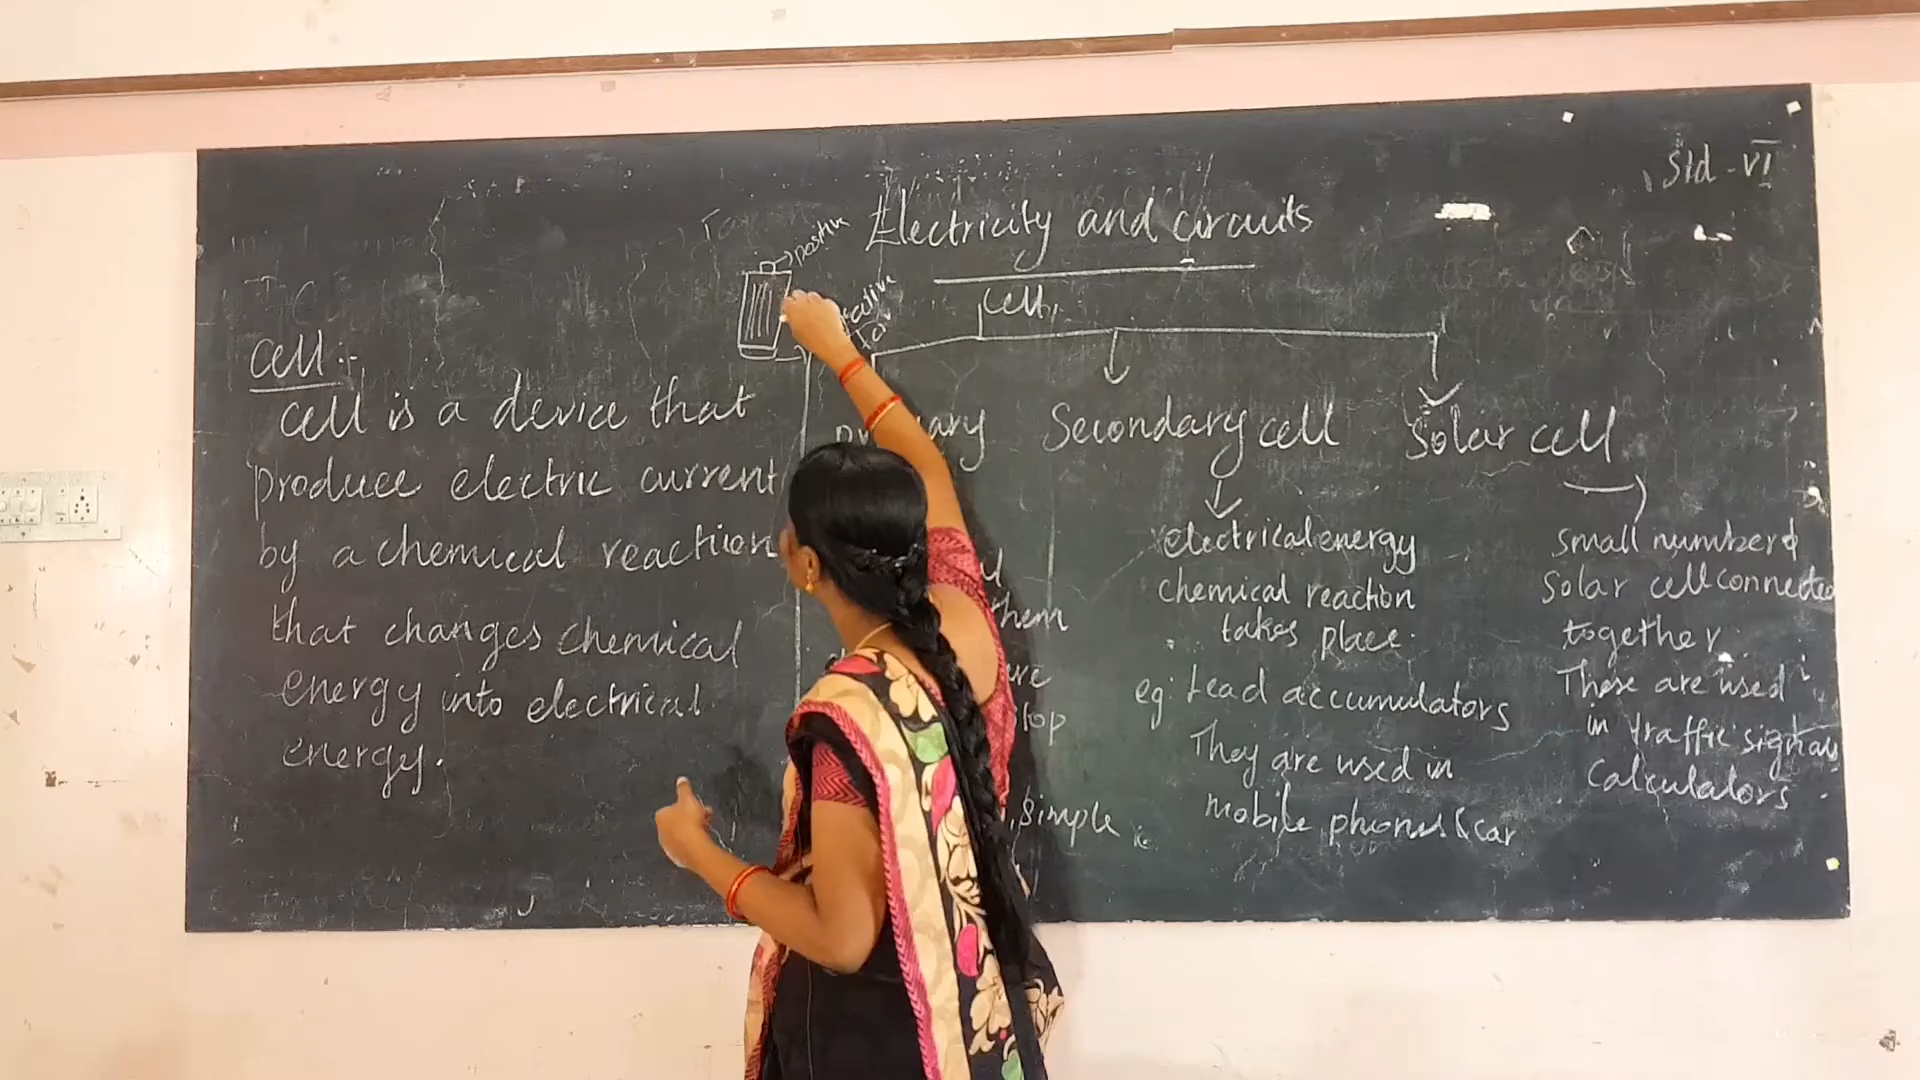 Std - VI
Electricity and circuits
positive
cell
cell :-
cell is a device that
produce electric current
by a chemical reaction
that changes chemical
energy into electrical
energy.
Secondary cell
electrical energy
chemical reaction
takes place.
eg: Lead accumulators
They are used in
mobile phones & car
Solar cell
small number of
Solar cell connected
together.
These are used
in traffic signals
Calculators
them
simple